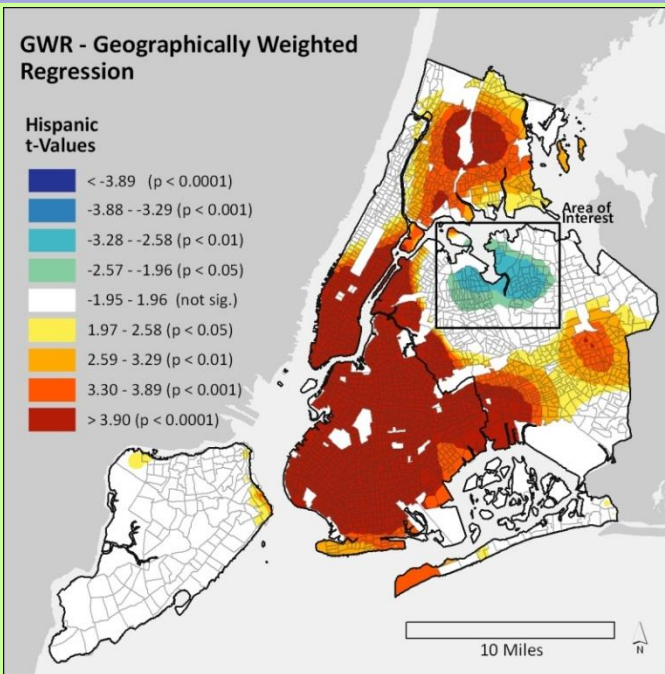 GWR - Geographically Weighted
Regression
Hispanic
t-Values
< -3.89 (p < 0.0001)
-3.88 - -3.29 (p < 0.001)
-3.28 - -2.58 (p < 0.01)
-2.57 - -1.96 (p < 0.05)
-1.95 - 1.96 (not sig.)
1.97 - 2.58 (p < 0.05)
2.59 - 3.29 (p < 0.01)
3.30 - 3.89 (p < 0.001)
> 3.90 (p < 0.0001)
Area of
Interest
10 Miles
N